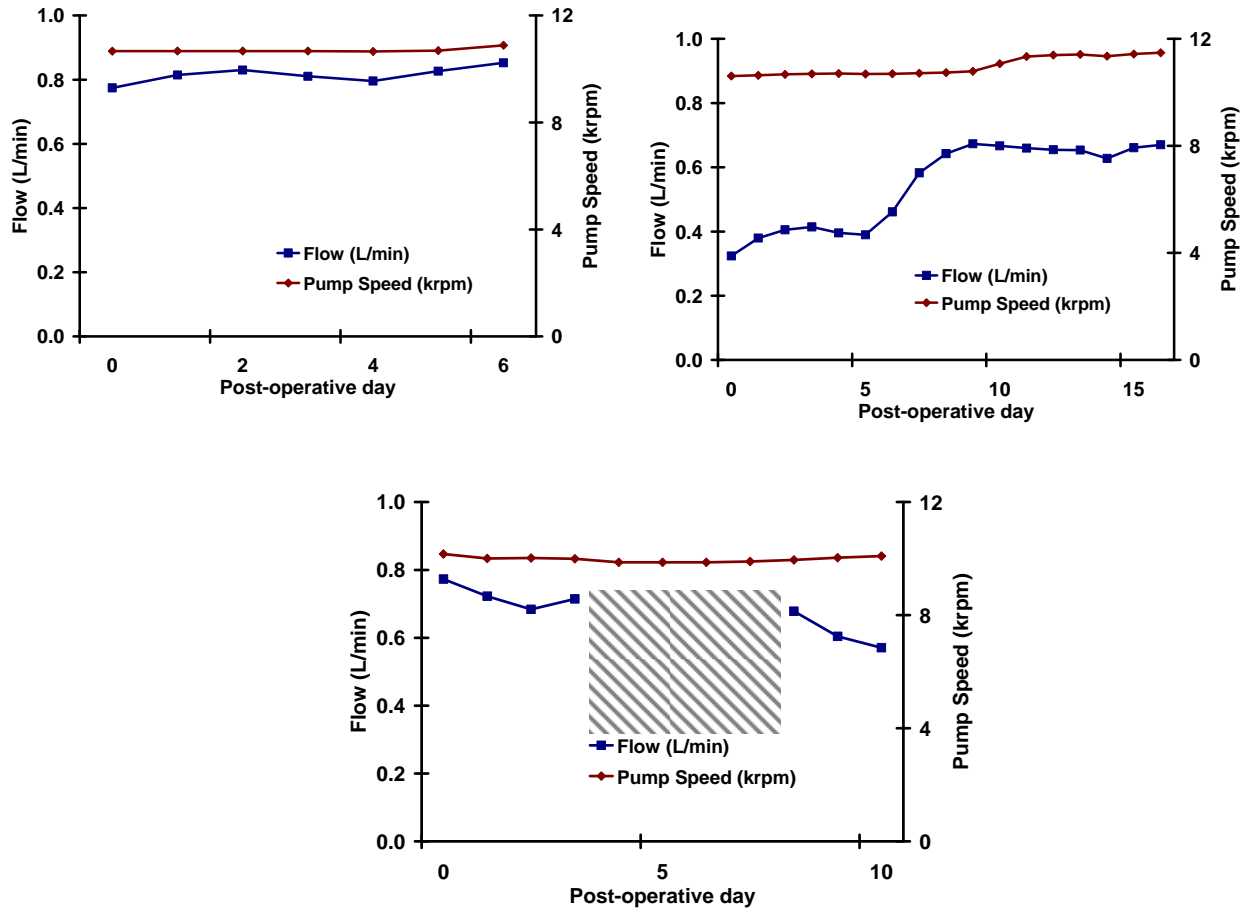 1.0
0.8
0.6
0.4
0.2
0.0
Flow (L/min)
12
8
4
0
Pump Speed (krpm)
Flow (L/min)
Pump Speed (krpm)
0 2 4 6
Post-operative day
1.0
0.8
0.6
0.4
0.2
0.0
Flow (L/min)
12
8
4
0
Pump Speed (krpm)
Flow (L/min)
Pump Speed (krpm)
0 5 10 15
Post-operative day
1.0
0.8
0.6
0.4
0.2
0.0
Flow (L/min)
12
8
4
0
Pump Speed (krpm)
Flow (L/min)
Pump Speed (krpm)
0 5 10
Post-operative day